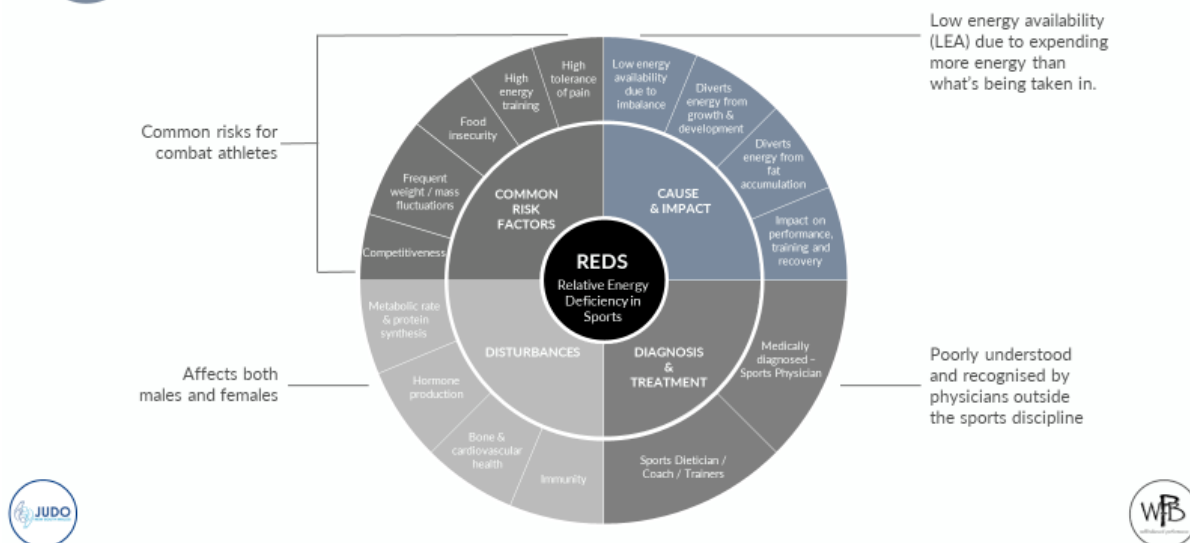 Low energy availability
(LEA) due to expending
more energy than
what's being taken in.
Common risks for
combat athletes
High
tolerance
of pain
High
energy
training
Food
insecurity
Frequent
weight / mass
fluctuations
Competitiveness
COMMON
RISK
FACTORS
Low energy
availability
due to
imbalance
Diverts
energy from
growth &
development
Diverts
energy from
fat
accumulation
Impact on
performance,
training and
recovery
CAUSE
& IMPACT
REDS
Relative Energy
Deficiency in
Sports
Affects both
males and females
DISTURBANCES
Metabolic rate
& protein
synthesis
Hormone
production
Bone &
cardiovascular
health
Immunity
DIAGNOSIS
&
TREATMENT
Medically
diagnosed –
Sports Physician
Sports Dietician /
Coach / Trainers
Poorly understood
and recognised by
physicians outside
the sports discipline
JUDO
WFB